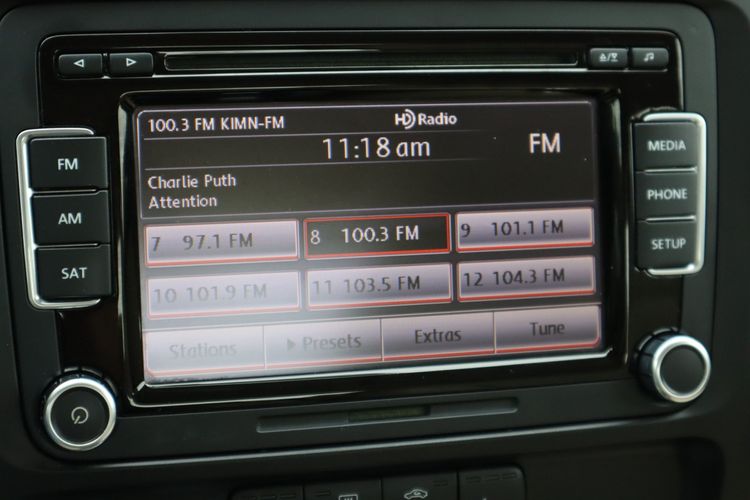 100.3 FM KIMN-FM HD Radio
11:18 am FM
Charlie Puth
Attention
7 97.1 FM
8 100.3 FM
9 101.1 FM
10 101.9 FM
11 103.5 FM
12 104.3 FM
Stations
Presets
Extras
Tune
FM
AM
SAT
MEDIA
PHONE
SETUP